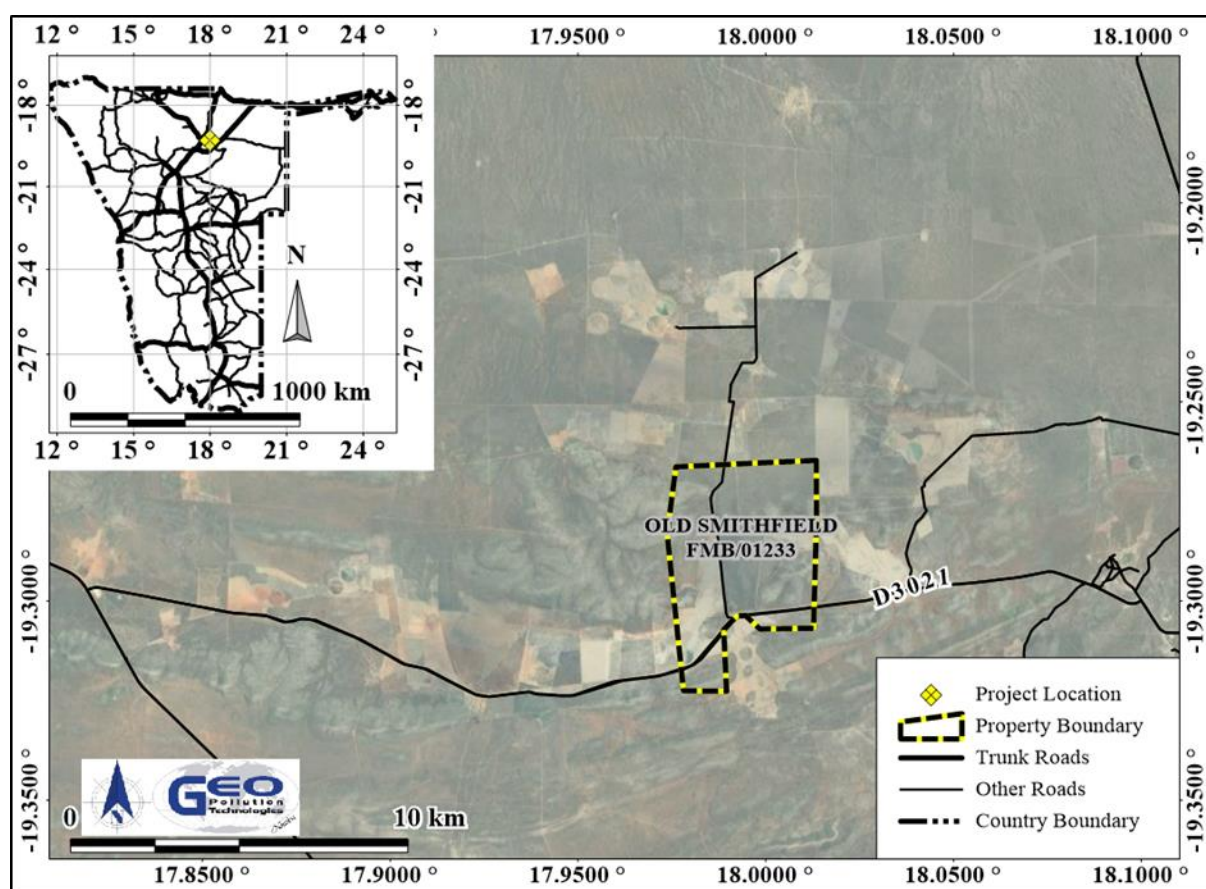 12 ° 15 ° 18 ° 21 ° 24 °
17.9500 ° 18.0000 ° 18.0500 ° 18.1000 °
-18 ° -21 ° -24 ° -27 °
-18 ° -21 ° -24 ° -27 °
N
0 1000 km
12 ° 15 ° 18 ° 21 ° 24 °
-19.2000 °
-19.2500 °
OLD SMITHFIELD
FMB/01233
D3021
-19.3000 °
-19.3000 °
Project Location
Property Boundary
Trunk Roads
Other Roads
Country Boundary
GEO
Pollution
Technologies
0 10 km
-19.3500 °
-19.3500 °
17.8500 ° 17.9000 ° 17.9500 ° 18.0000 ° 18.0500 ° 18.1000 °